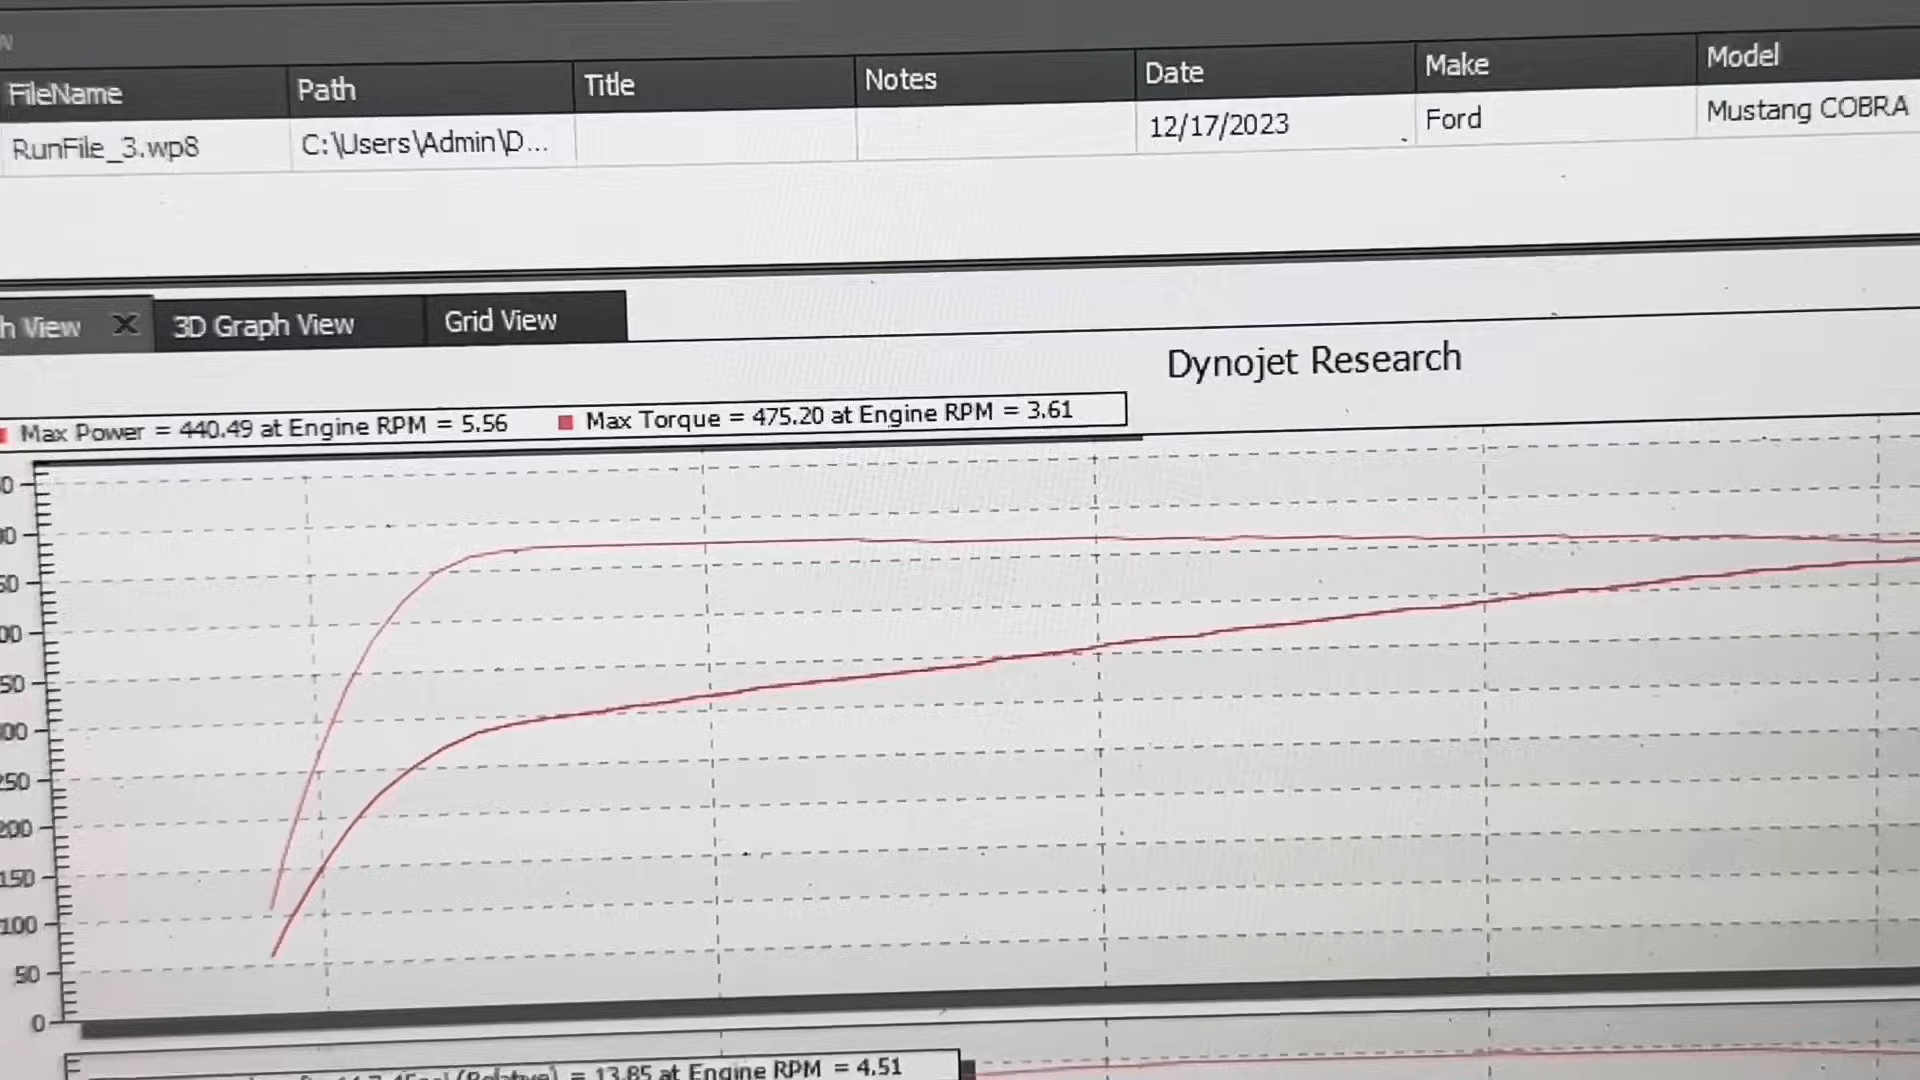 FileName Path Title Notes Date Make Model
RunFile_3.wp8 C:\Users\Admin\D... 12/17/2023 Ford Mustang COBRA
View X 3D Graph View Grid View
Dynojet Research
Max Power = 440.49 at Engine RPM = 5.56 Max Torque = 475.20 at Engine RPM = 3.61
250
200
150
100
50
0
= 13.85 at Engine RPM = 4.51